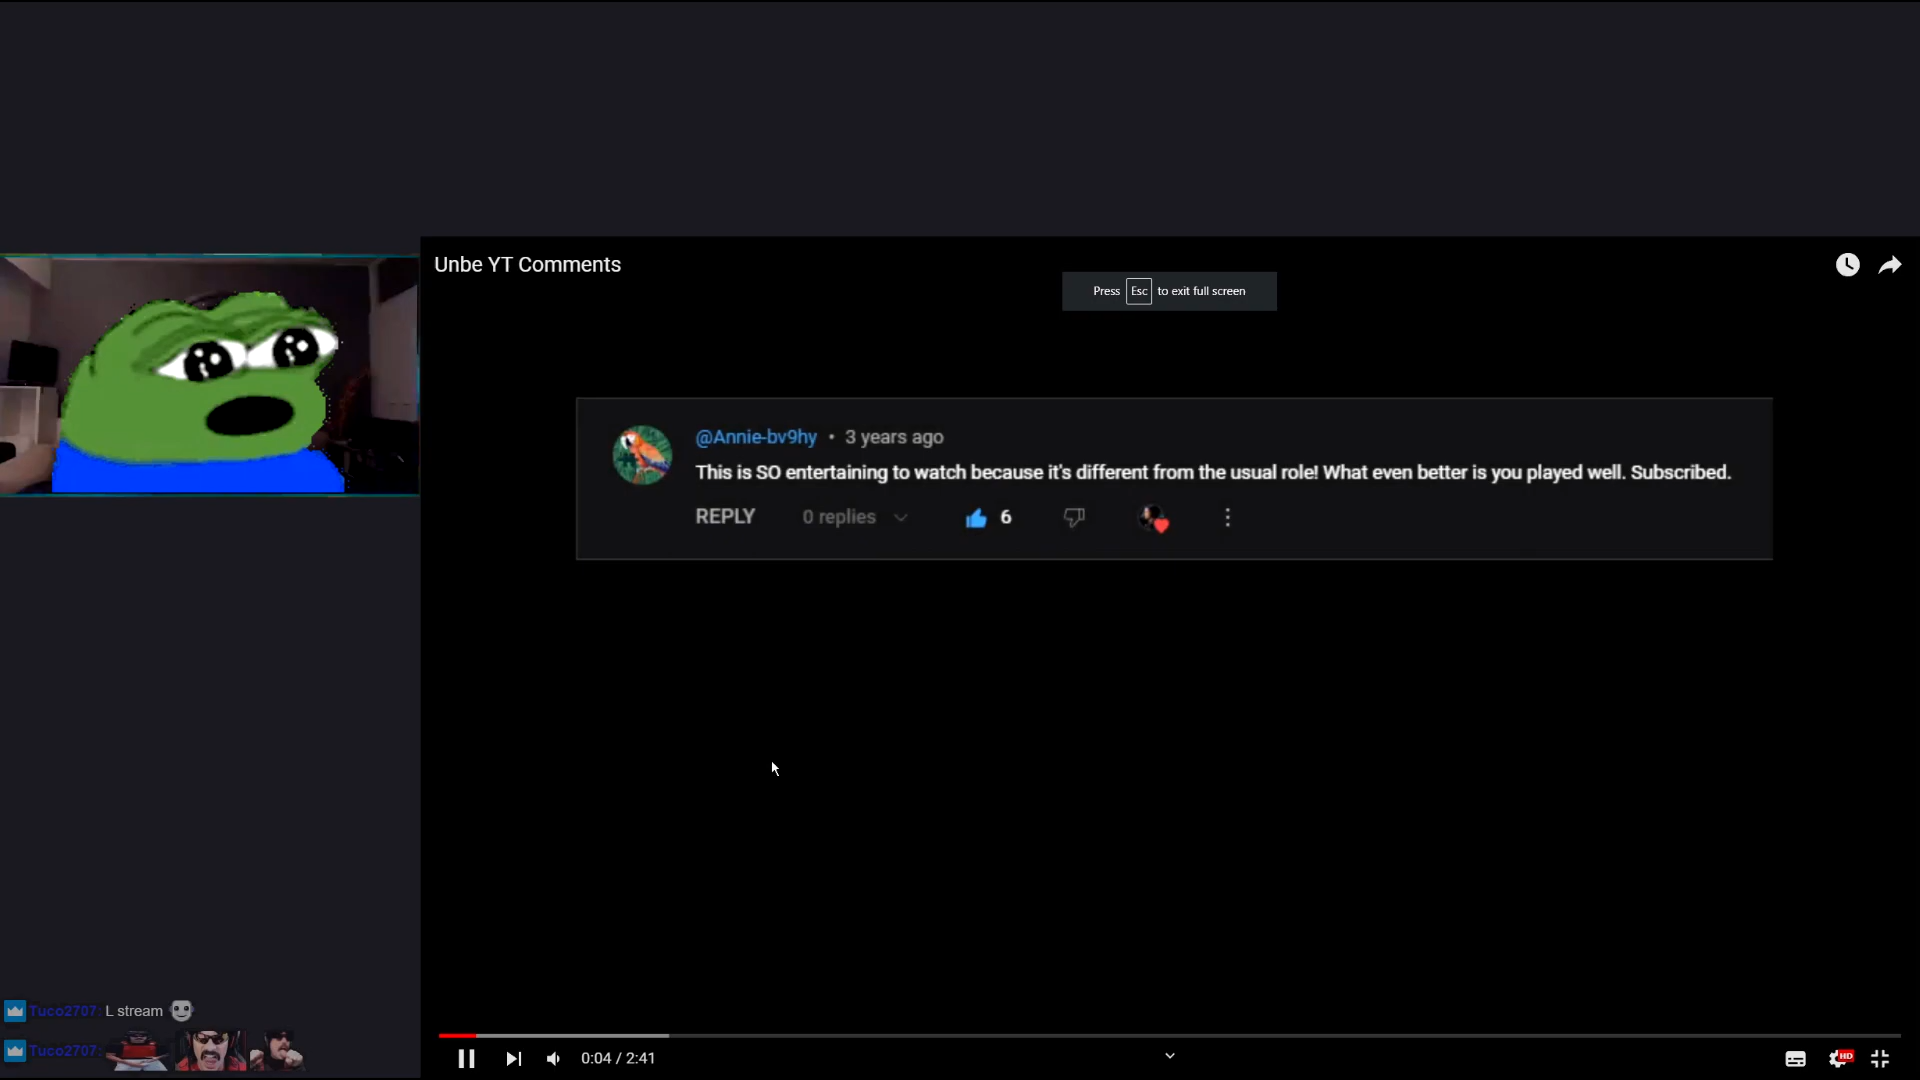 Unbe YT Comments
Press Esc to exit full screen
@Annie-bv9hy • 3 years ago
This is SO entertaining to watch because it's different from the usual role! What even better is you played well. Subscribed.
REPLY 0 replies 6
Tuco2707: L stream
Tuco2707:
0:04 / 2:41
HD